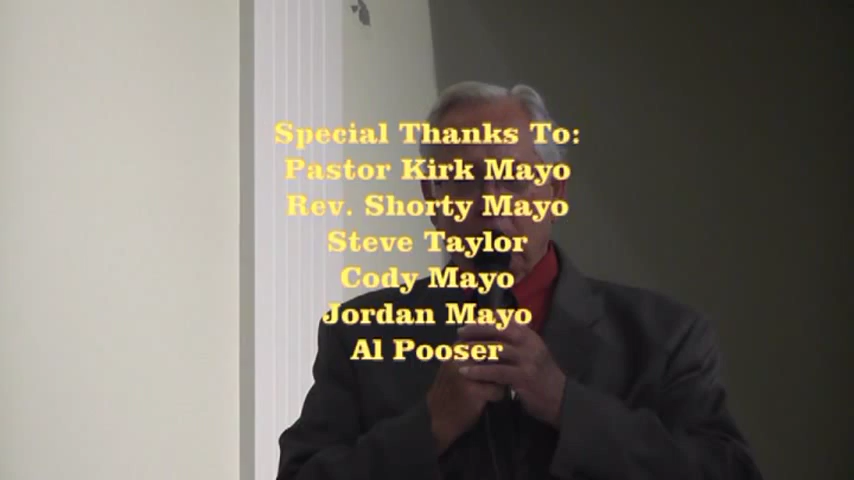 Special Thanks To:
Pastor Kirk Mayo
Rev. Shorty Mayo
Steve Taylor
Cody Mayo
Jordan Mayo
Al Pooser